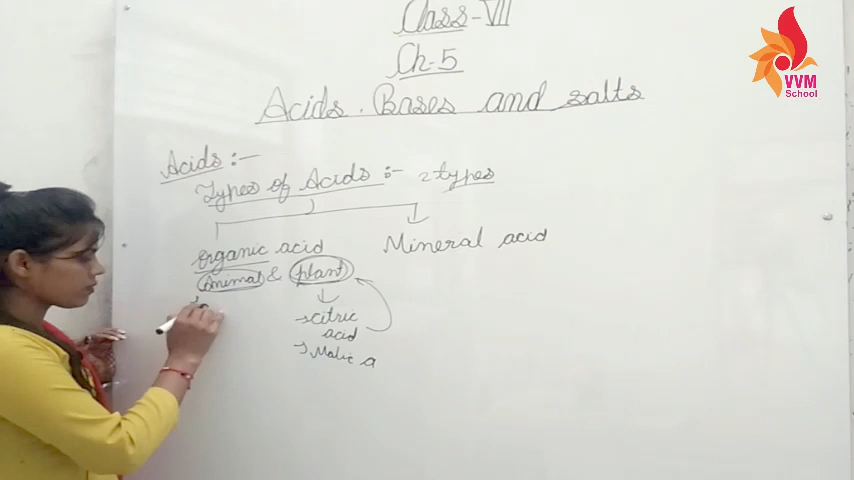 Class-VII
Ch-5
Acids. Bases and salts
Acids :-
Types of Acids :- 2 types
organic acid
Mineral acid
Animal & plant
citric
acid
Malic a
VVM
School